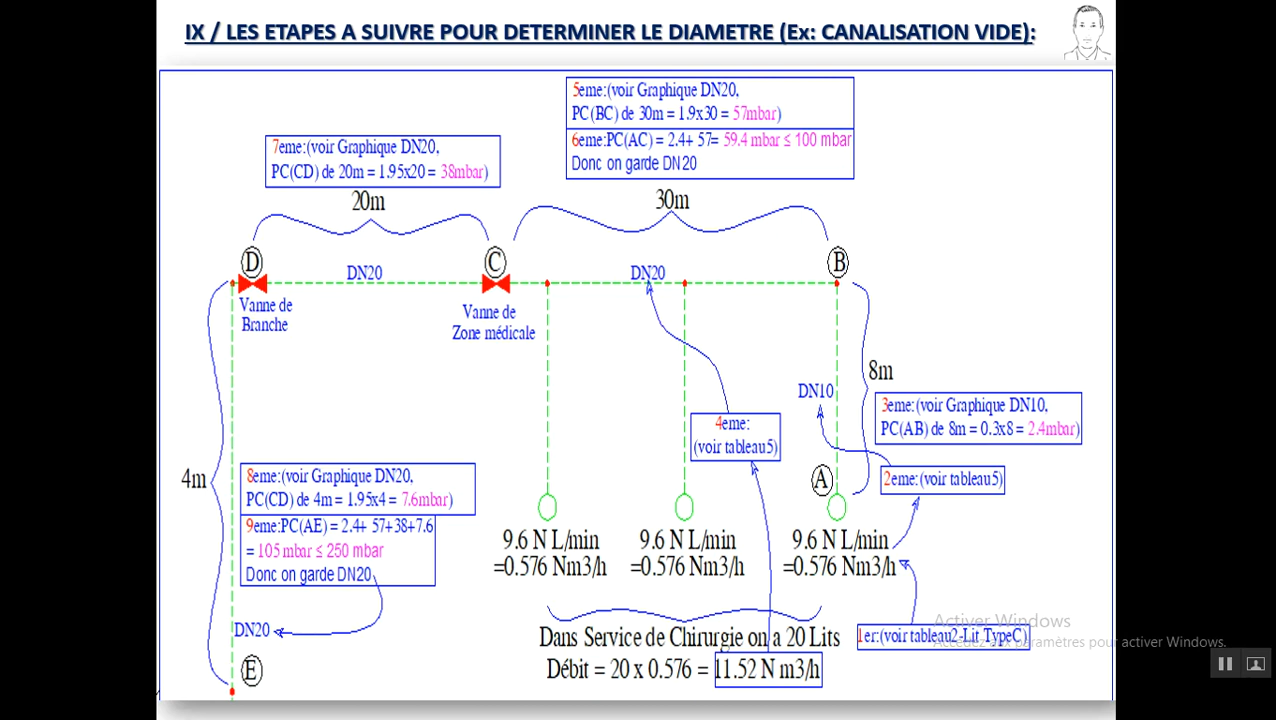 IX / LES ETAPES A SUIVRE POUR DETERMINER LE DIAMETRE (Ex: CANALISATION VIDE):
5eme:(voir Graphique DN20,
PC(BC) de 30m = 1.9x30 = 57mbar)
6eme:PC(AC) = 2.4+ 57= 59.4 mbar ≤ 100 mbar
Donc on garde DN20
7eme:(voir Graphique DN20,
PC(CD) de 20m = 1.95x20 = 38mbar)
20m
30m
D
C
B
DN20
DN20
Vanne de
Branche
Vanne de
Zone médicale
8m
DN10
3eme:(voir Graphique DN10,
PC(AB) de 8m = 0.3x8 = 2.4mbar)
4eme:
(voir tableau5)
4m
A
2eme:(voir tableau5)
8eme:(voir Graphique DN20,
PC(CD) de 4m = 1.95x4 = 7.6mbar)
9eme:PC(AE) = 2.4+ 57+38+7.6
= 105 mbar ≤ 250 mbar
Donc on garde DN20
9.6 N L/min
=0.576 Nm3/h
9.6 N L/min
=0.576 Nm3/h
9.6 N L/min
=0.576 Nm3/h
DN20
E
Dans Service de Chirurgie on a 20 Lits
Débit = 20 x 0.576 = 11.52 N m3/h
1er:(voir tableau2-Lit TypeC)
Activer Windows
Accédez aux paramètres pour activer Windows.